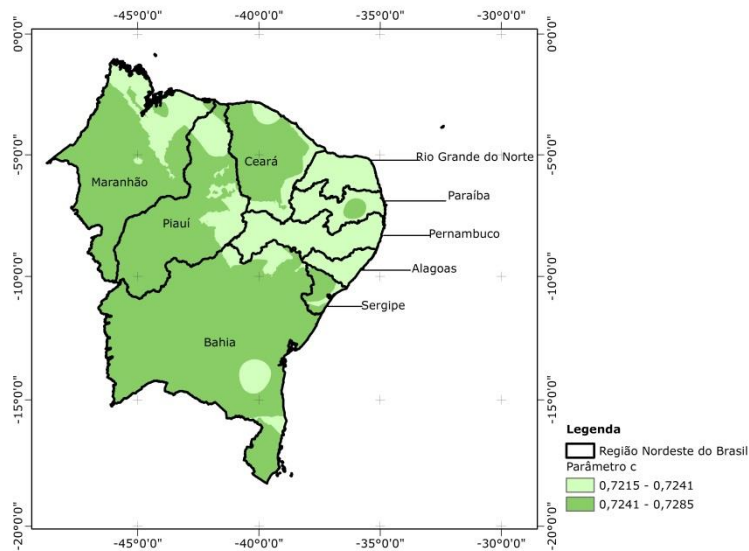 -45°0'0" -40°0'0" -35°0'0" -30°0'0"
0°0'0" 0°0'0"
-5°0'0" -5°0'0"
Rio Grande do Norte
Ceará
Maranhão
Paraíba
Piauí
Pernambuco
Alagoas
-10°0'0" -10°0'0"
Sergipe
Bahia
-15°0'0" -15°0'0"
Legenda
Região Nordeste do Brasil
Parâmetro c
0,7215 - 0,7241
0,7241 - 0,7285
-20°0'0" -20°0'0"
-45°0'0" -40°0'0" -35°0'0" -30°0'0"